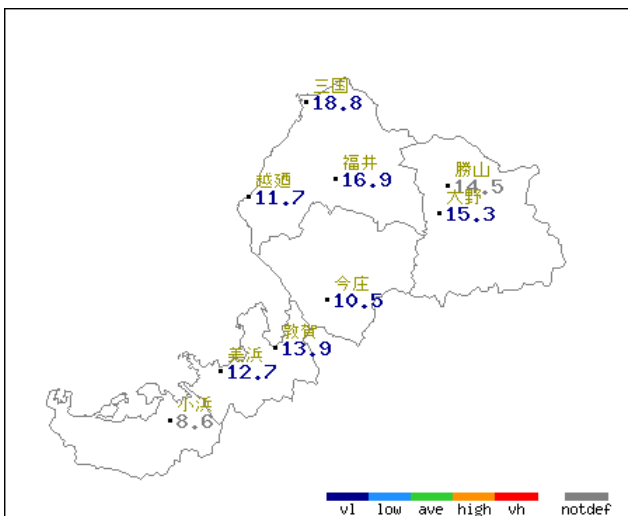 三国
18.8
福井
16.9
越廼
11.7
勝山
14.5
大野
15.3
今庄
10.5
敦賀
13.9
美浜
12.7
小浜
8.6
vl low ave high vh notdef